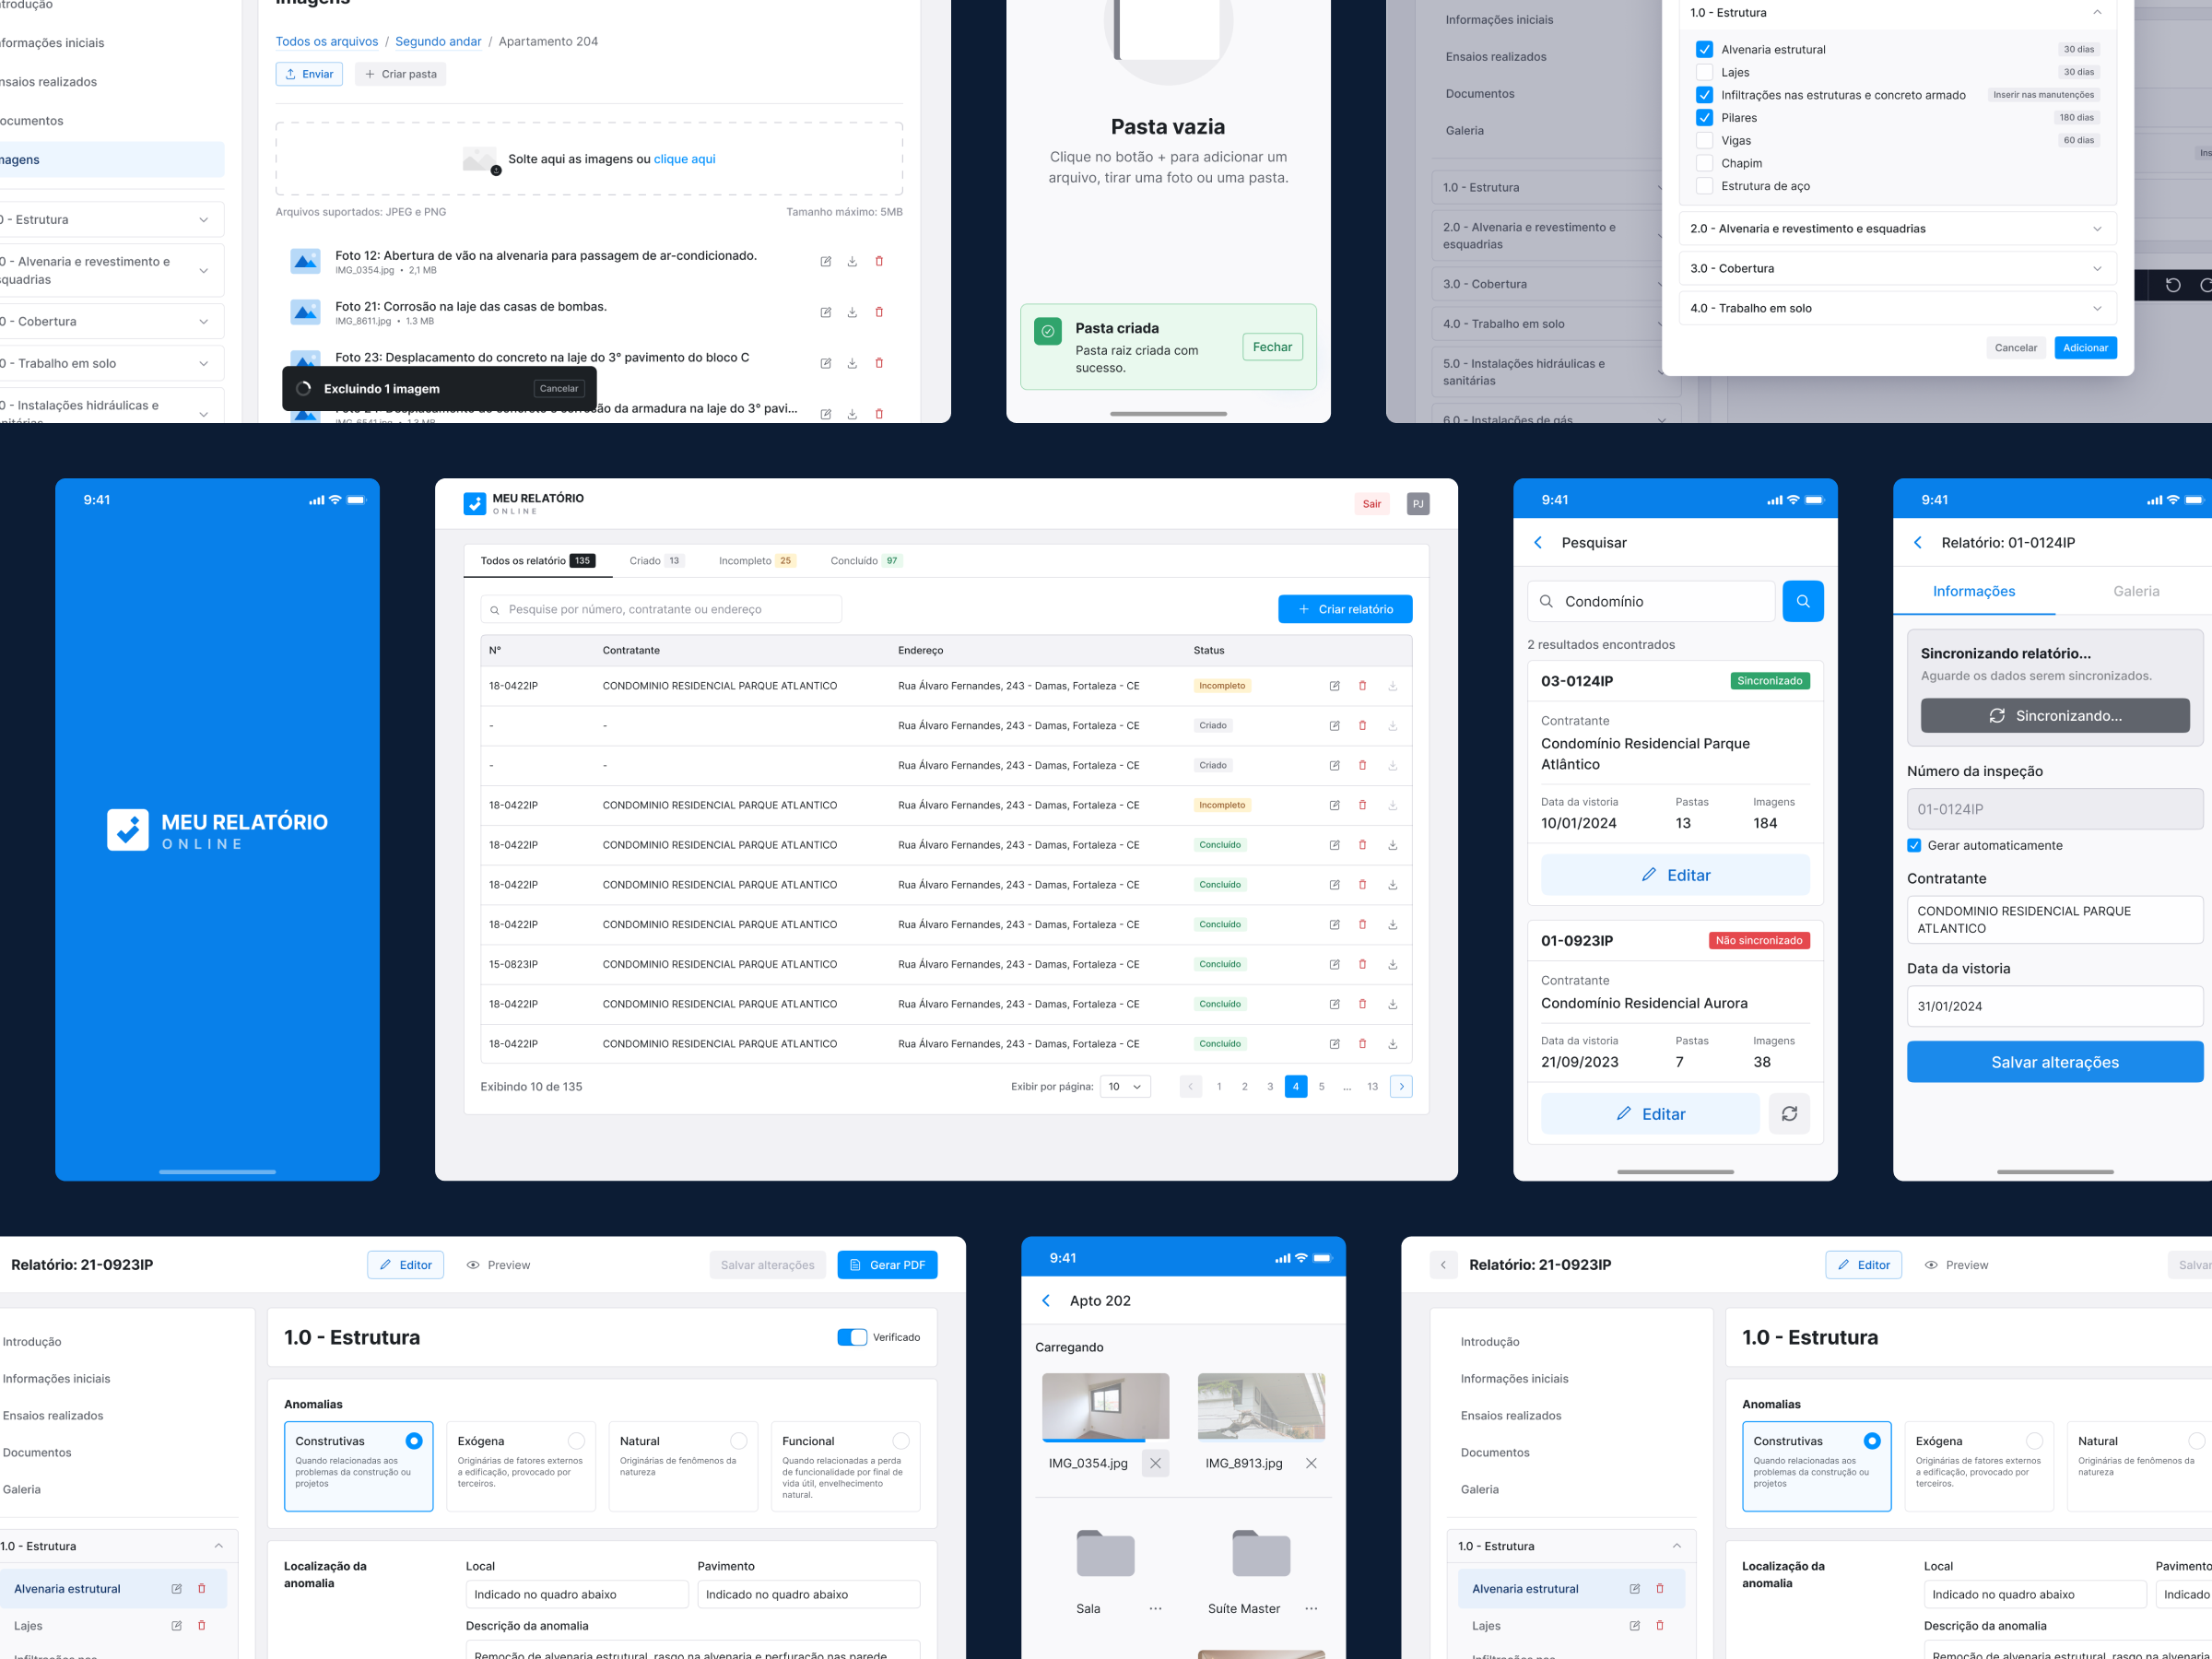 Todos os arquivos / Segundo andar / Apartamento 204
Enviar
Criar pasta
Solte aqui as imagens ou clique aqui
Arquivos suportados: JPEG e PNG
Tamanho máximo: 5MB
Foto 12: Abertura de vão na alvenaria para passagem de ar-condicionado.
IMG_0354.jpg • 2,1 MB
Foto 21: Corrosão na laje das casas de bombas.
IMG_8611.jpg • 1.3 MB
Foto 23: Desplacamento do concreto na laje do 3° pavimento do bloco C
Excluindo 1 imagem
Cancelar
da armadura na laje do 3° pavi...
- Estrutura
- Alvenaria e revestimento e
- Cobertura
- Trabalho em solo
- Instalações hidráulicas e
Pasta vazia
Clique no botão + para adicionar um
arquivo, tirar uma foto ou uma pasta.
Pasta criada
Pasta raiz criada com
sucesso.
Fechar
Informações iniciais
Ensaios realizados
Documentos
Galeria
1.0 - Estrutura
2.0 - Alvenaria e revestimento e
esquadrias
3.0 - Cobertura
4.0 - Trabalho em solo
5.0 - Instalações hidráulicas e
sanitárias
6.0 - Instalações de gás
1.0 - Estrutura
Alvenaria estrutural
30 dias
Lajes
30 dias
Infiltrações nas estruturas e concreto armado
Inserir nas manutenções
Pilares
180 dias
Vigas
60 dias
Chapim
Estrutura de aço
2.0 - Alvenaria e revestimento e esquadrias
3.0 - Cobertura
4.0 - Trabalho em solo
Cancelar
Adicionar
9:41
MEU RELATÓRIO
ONLINE
MEU RELATÓRIO
ONLINE
Sair
PJ
Todos os relatório 135
Criado 13
Incompleto 25
Concluído 97
Pesquise por número, contratante ou endereço
Criar relatório
N° Contratante Endereço Status
18-0422IP CONDOMINIO RESIDENCIAL PARQUE ATLANTICO Rua Álvaro Fernandes, 243 - Damas, Fortaleza - CE Incompleto
- - Rua Álvaro Fernandes, 243 - Damas, Fortaleza - CE Criado
- - Rua Álvaro Fernandes, 243 - Damas, Fortaleza - CE Criado
18-0422IP CONDOMINIO RESIDENCIAL PARQUE ATLANTICO Rua Álvaro Fernandes, 243 - Damas, Fortaleza - CE Incompleto
18-0422IP CONDOMINIO RESIDENCIAL PARQUE ATLANTICO Rua Álvaro Fernandes, 243 - Damas, Fortaleza - CE Concluído
18-0422IP CONDOMINIO RESIDENCIAL PARQUE ATLANTICO Rua Álvaro Fernandes, 243 - Damas, Fortaleza - CE Concluído
18-0422IP CONDOMINIO RESIDENCIAL PARQUE ATLANTICO Rua Álvaro Fernandes, 243 - Damas, Fortaleza - CE Concluído
15-0823IP CONDOMINIO RESIDENCIAL PARQUE ATLANTICO Rua Álvaro Fernandes, 243 - Damas, Fortaleza - CE Concluído
18-0422IP CONDOMINIO RESIDENCIAL PARQUE ATLANTICO Rua Álvaro Fernandes, 243 - Damas, Fortaleza - CE Concluído
18-0422IP CONDOMINIO RESIDENCIAL PARQUE ATLANTICO Rua Álvaro Fernandes, 243 - Damas, Fortaleza - CE Concluído
Exibindo 10 de 135
Exibir por página: 10
1 2 3 4 5 ... 13
9:41
Pesquisar
Condomínio
2 resultados encontrados
03-0124IP
Sincronizado
Contratante
Condomínio Residencial Parque
Atlântico
Data da vistoria Pastas Imagens
10/01/2024 13 184
Editar
01-0923IP
Não sincronizado
Contratante
Condomínio Residencial Aurora
Data da vistoria Pastas Imagens
21/09/2023 7 38
Editar
9:41
Relatório: 01-0124IP
Informações Galeria
Sincronizando relatório...
Aguarde os dados serem sincronizados.
Sincronizando...
Número da inspeção
01-0124IP
Gerar automaticamente
Contratante
CONDOMINIO RESIDENCIAL PARQUE
ATLANTICO
Data da vistoria
31/01/2024
Salvar alterações
Relatório: 21-0923IP
Editor
Preview
Salvar alterações
Gerar PDF
Introdução
Informações iniciais
Ensaios realizados
Documentos
Galeria
1.0 - Estrutura
Alvenaria estrutural
Lajes
1.0 - Estrutura
Verificado
Anomalias
Construtivas
Quando relacionadas aos
problemas da construção ou
projetos
Exógena
Originárias de fatores externos
a edificação, provocado por
terceiros.
Natural
Originárias de fenômenos da
natureza
Funcional
Quando relacionadas a perda
de funcionalidade por final de
vida útil, envelhecimento
natural.
Localização da
anomalia
Local
Indicado no quadro abaixo
Pavimento
Indicado no quadro abaixo
Descrição da anomalia
Remoção de alvenaria estrutural, rasgo na alvenaria e perfuração nas parede
9:41
Apto 202
Carregando
IMG_0354.jpg
IMG_8913.jpg
Sala ...
Suíte Master ...
Relatório: 21-0923IP
Editor
Preview
Salvar
Introdução
Informações iniciais
Ensaios realizados
Documentos
Galeria
1.0 - Estrutura
Alvenaria estrutural
Lajes
1.0 - Estrutura
Anomalias
Construtivas
Quando relacionadas aos
problemas da construção ou
projetos
Exógena
Originárias de fatores externos
a edificação, provocado por
terceiros.
Natural
Originárias de fenômenos da
natureza
Localização da
anomalia
Local
Indicado no quadro abaixo
Pavimento
Indicado
Descrição da anomalia
Remoção de alvenaria estrutural, rasgo na alvenaria